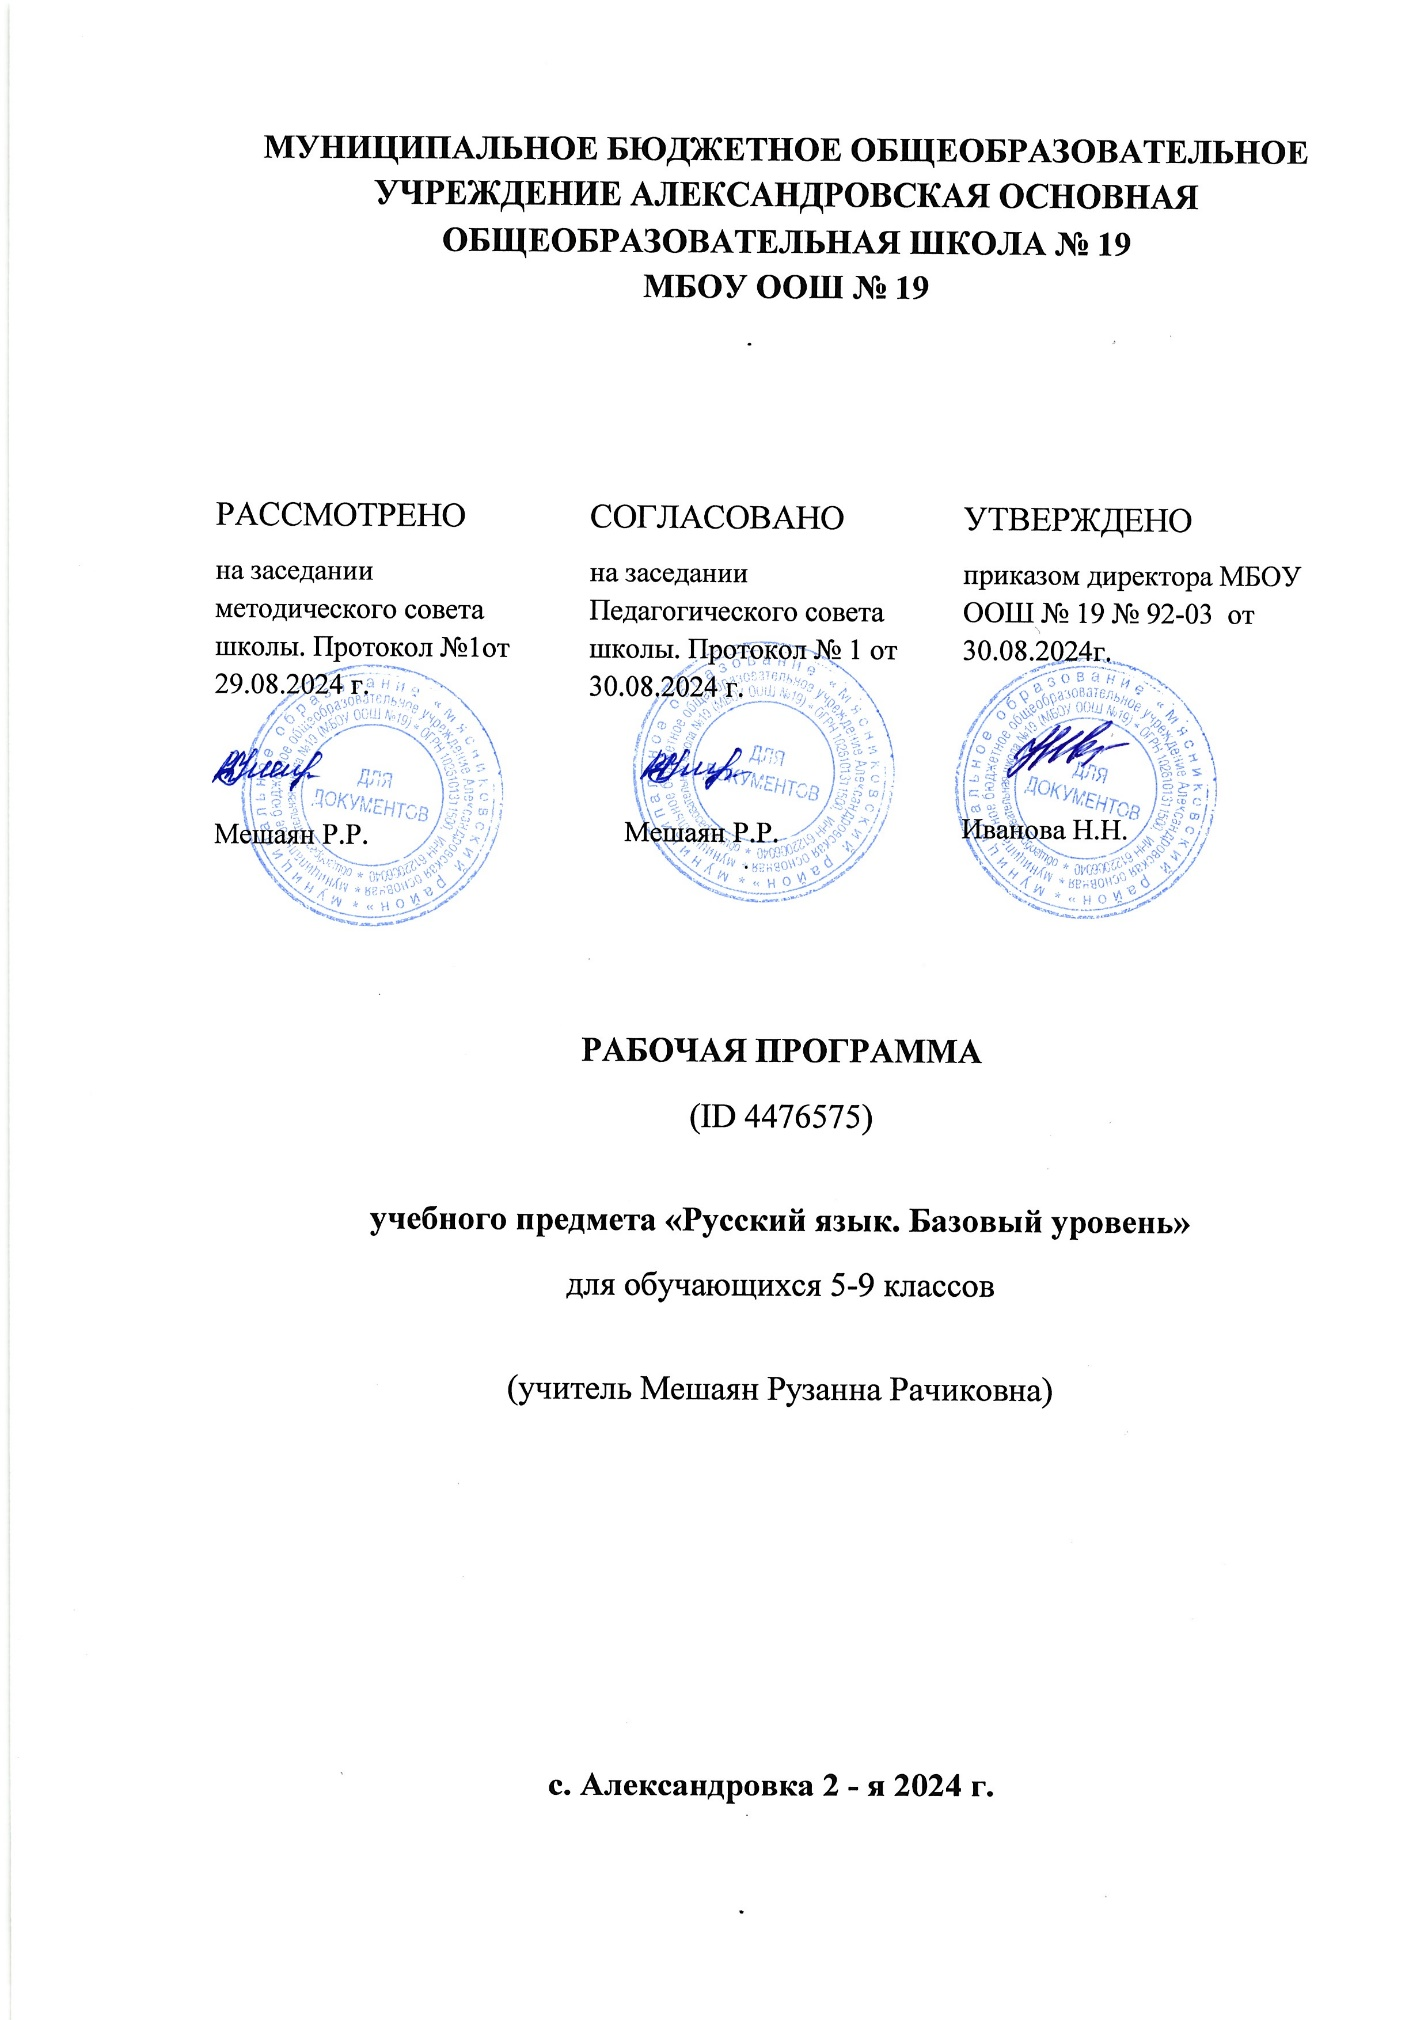 МУНИЦИПАЛЬНОЕ БЮДЖЕТНОЕ ОБЩЕОБРАЗОВАТЕЛЬНОЕ
УЧРЕЖДЕНИЕ АЛЕКСАНДРОВСКАЯ ОСНОВНАЯ
ОБЩЕОБРАЗОВАТЕЛЬНАЯ ШКОЛА № 19
МБОУ ООШ № 19
РАССМОТРЕНО
на заседании
методического совета
школы. Протокол №1от
29.08.2024 г.
Мешаян Р.Р.
СОГЛАСОВАНО
на заседании
Педагогического совета
школы. Протокол № 1 от
30.08.2024 г.
Мешаян Р.Р.
УТВЕРЖДЕНО
приказом директора МБОУ
ООШ № 19 № 92-03 от
30.08.2024г.
Иванова Н.Н.
ДЛЯ
ДОКУМЕНТОВ
ДЛЯ
ДОКУМЕНТОВ
ДЛЯ
ДОКУМЕНТОВ
РАБОЧАЯ ПРОГРАММА
(ID 4476575)
учебного предмета «Русский язык. Базовый уровень»
для обучающихся 5-9 классов
(учитель Мешаян Рузанна Рачиковна)
с. Александровка 2 - я 2024 г.